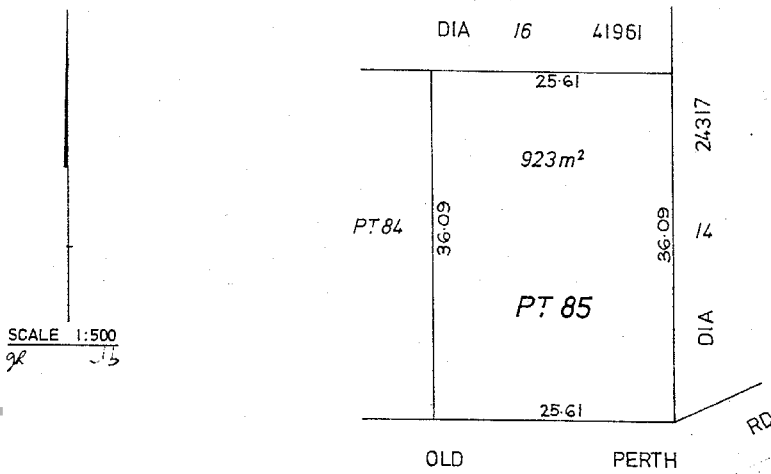 DIA 16 41961
25·61
24317
923m²
PT 84
36·09
36·09
14
PT 85
DIA
SCALE 1:500
25·61
RD
OLD PERTH